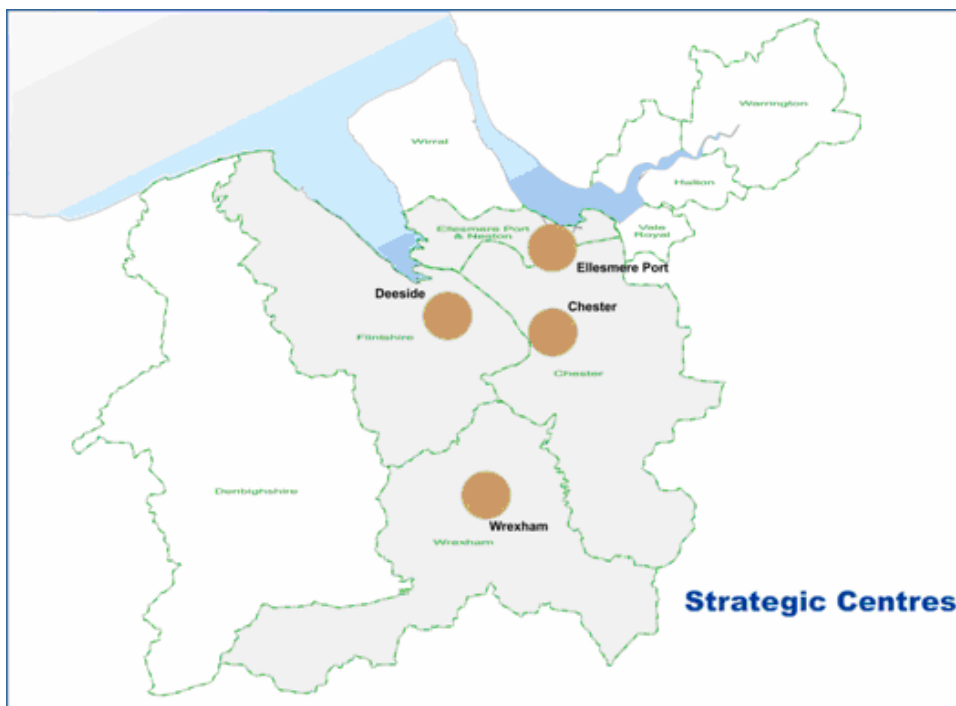 Warrington
Wirral
Halton
Vale
Royal
Ellesmere Port
& Neston
Ellesmere Port
Deeside
Chester
Flintshire
Chester
Denbighshire
Wrexham
Wrexham
Strategic Centres